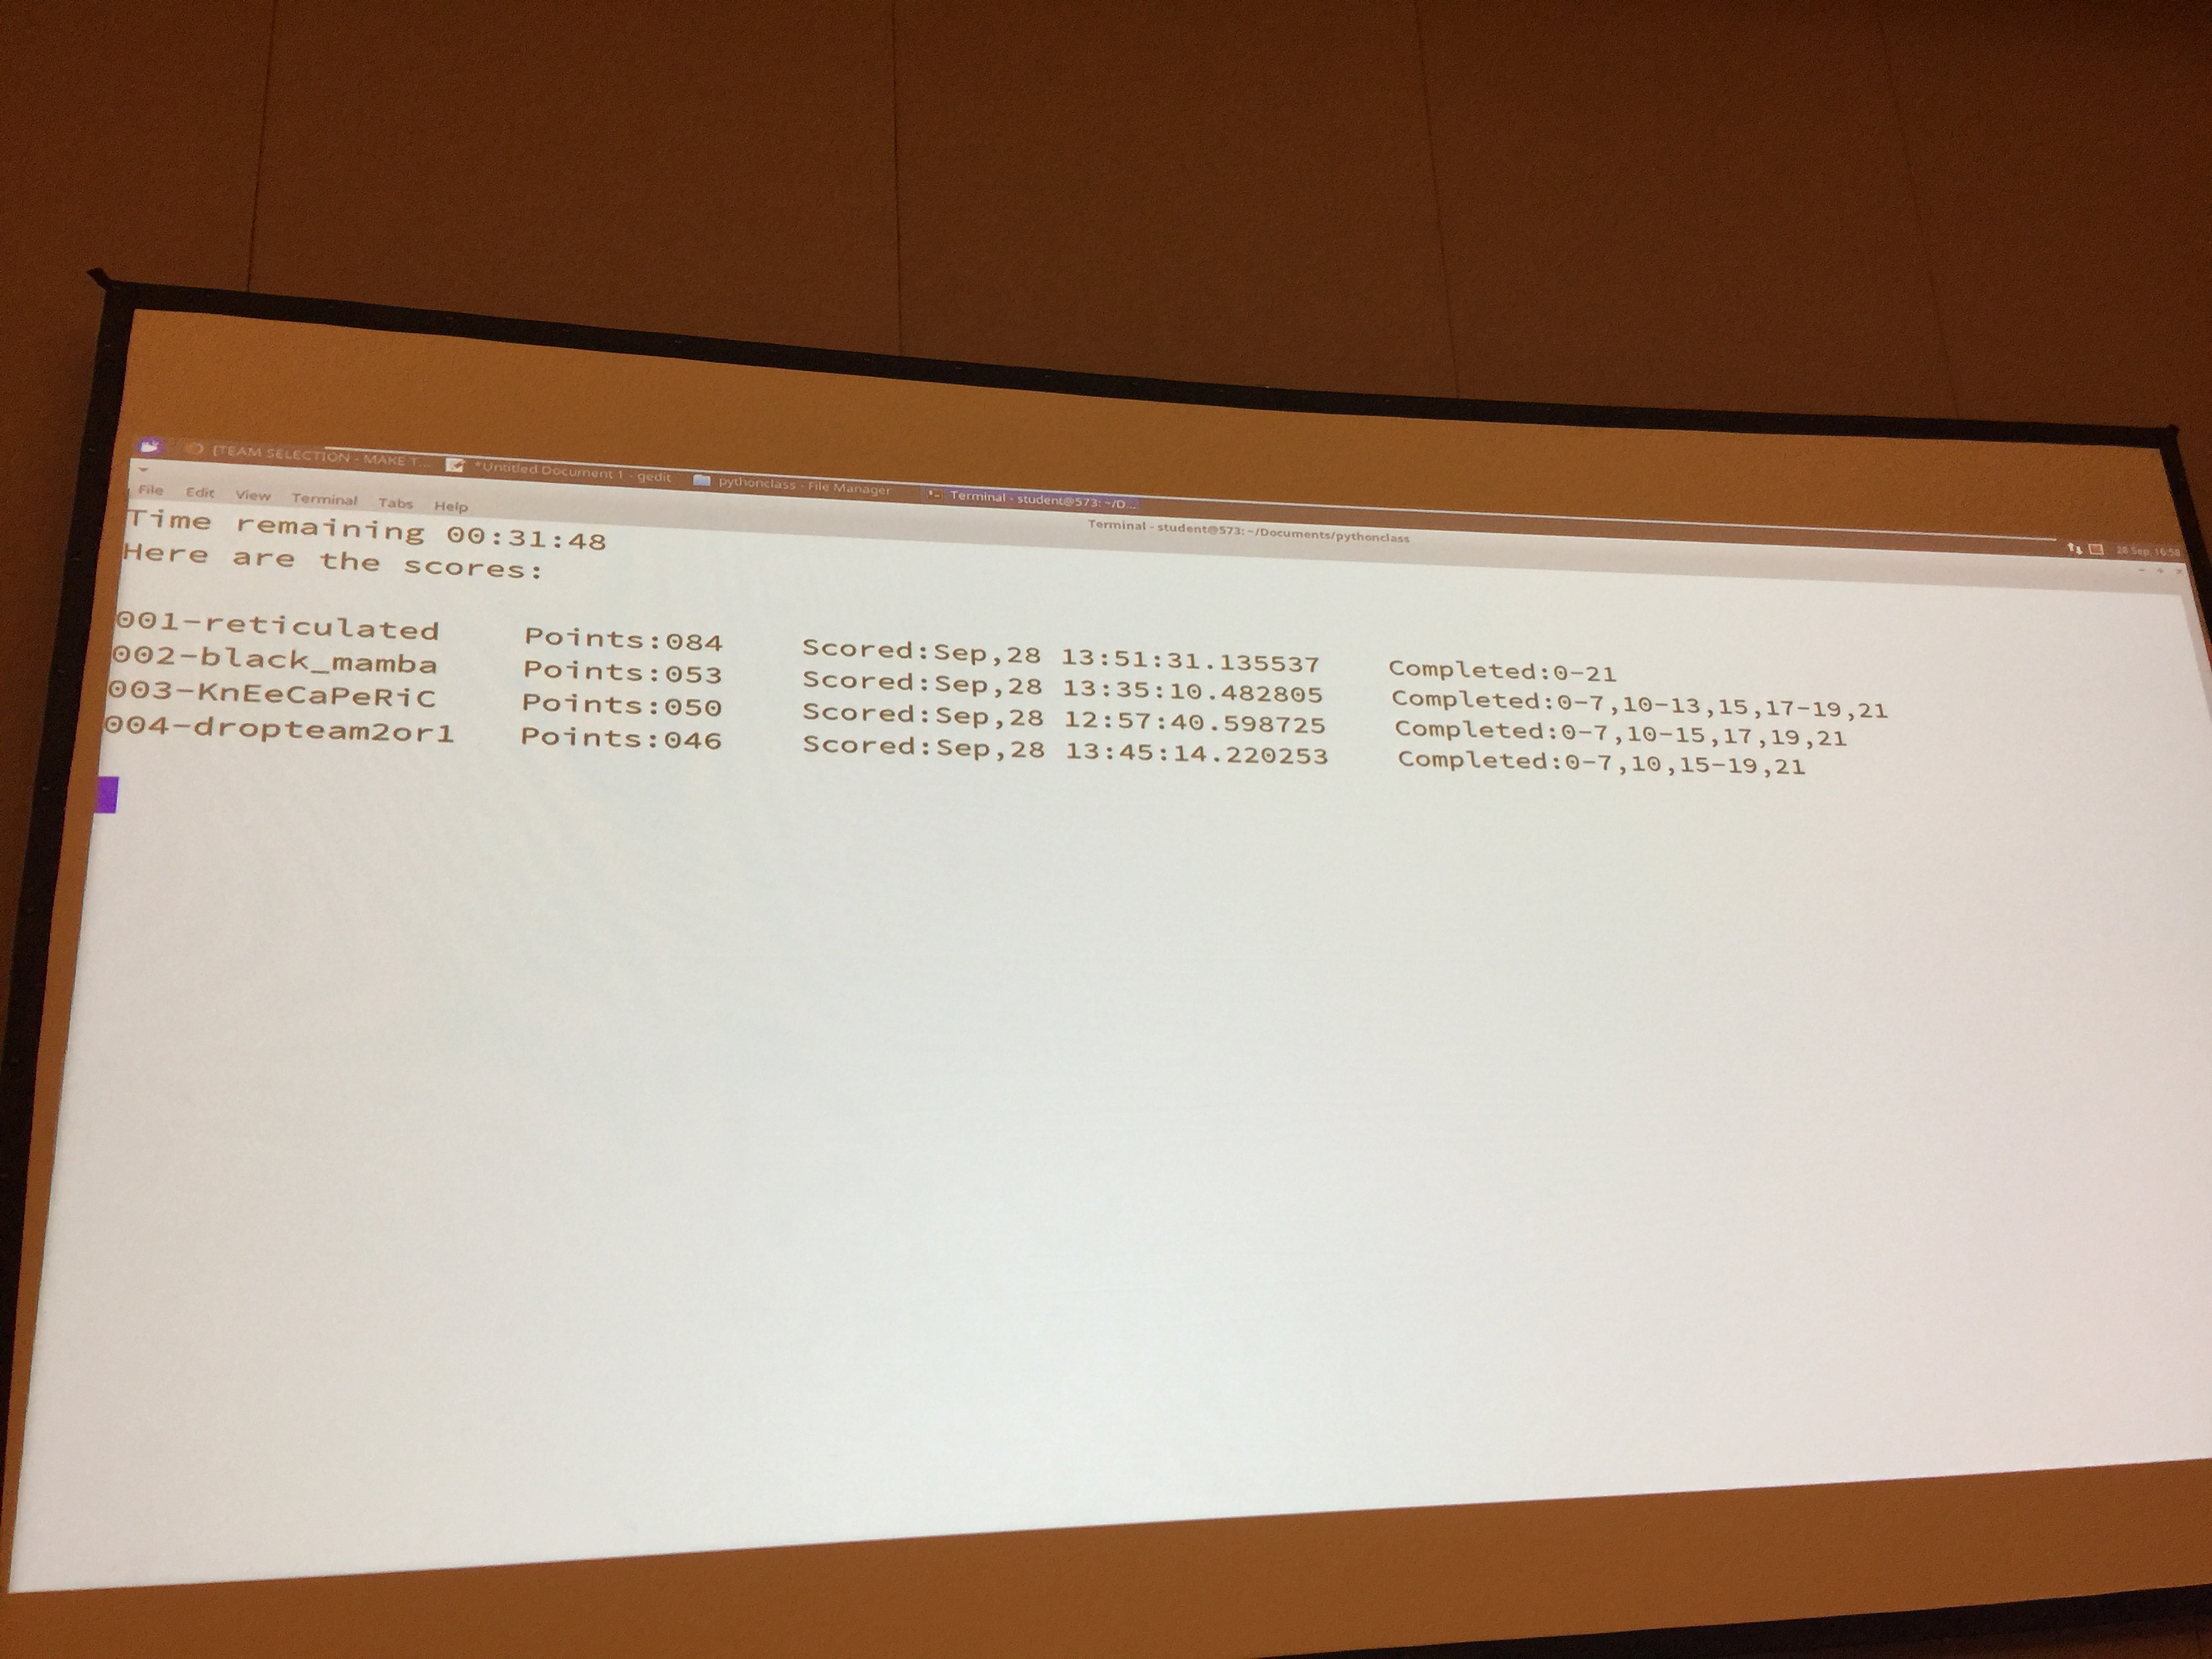 [TEAM SELECTION - MAKE T... *Untitled Document 1 - gedit pythonclass - File Manager Terminal - student@573: ~/D... 28 Sep, 16:58
Terminal - student@573: ~/Documents/pythonclass
File Edit View Terminal Tabs Help
Time remaining 00:31:48
Here are the scores:
001-reticulated Points:084 Scored:Sep,28 13:51:31.135537 Completed:0-21
002-black_mamba Points:053 Scored:Sep,28 13:35:10.482805 Completed:0-7,10-13,15,17-19,21
003-KnEeCaPeRiC Points:050 Scored:Sep,28 12:57:40.598725 Completed:0-7,10-15,17,19,21
004-dropteam2or1 Points:046 Scored:Sep,28 13:45:14.220253 Completed:0-7,10,15-19,21